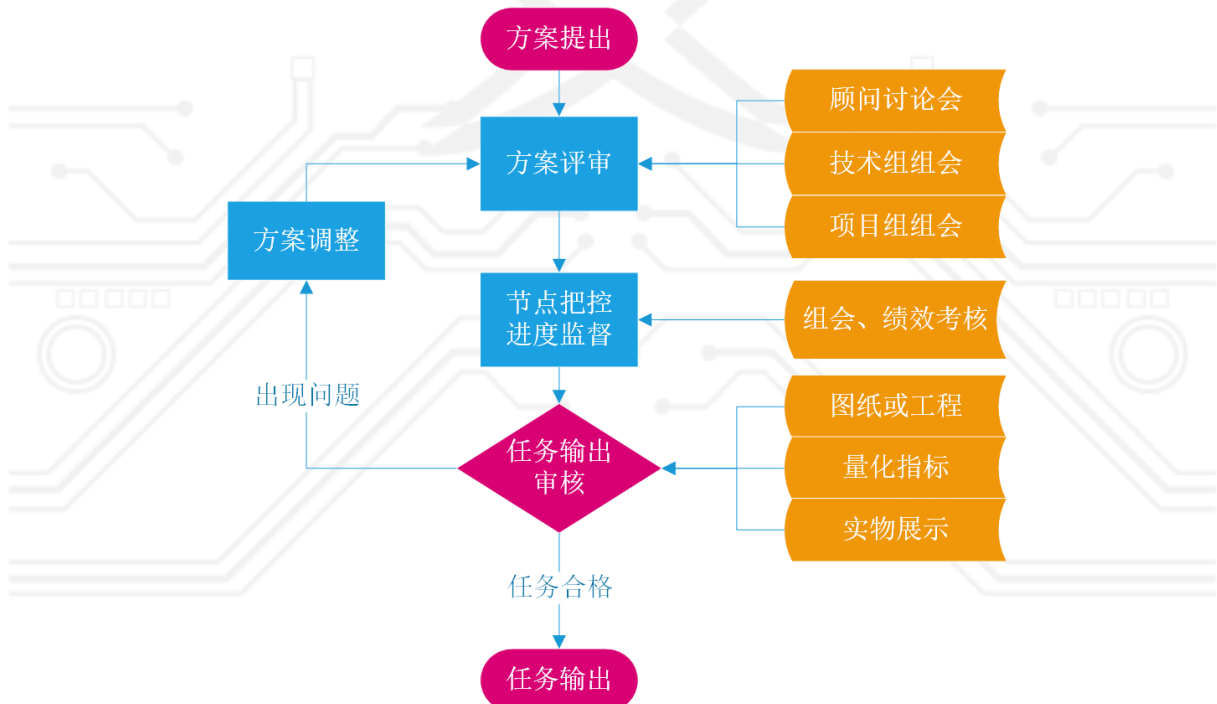 方案提出
方案评审
顾问讨论会
技术组组会
项目组组会
方案调整
节点把控
进度监督
组会、绩效考核
出现问题
任务输出
审核
图纸或工程
量化指标
实物展示
任务合格
任务输出